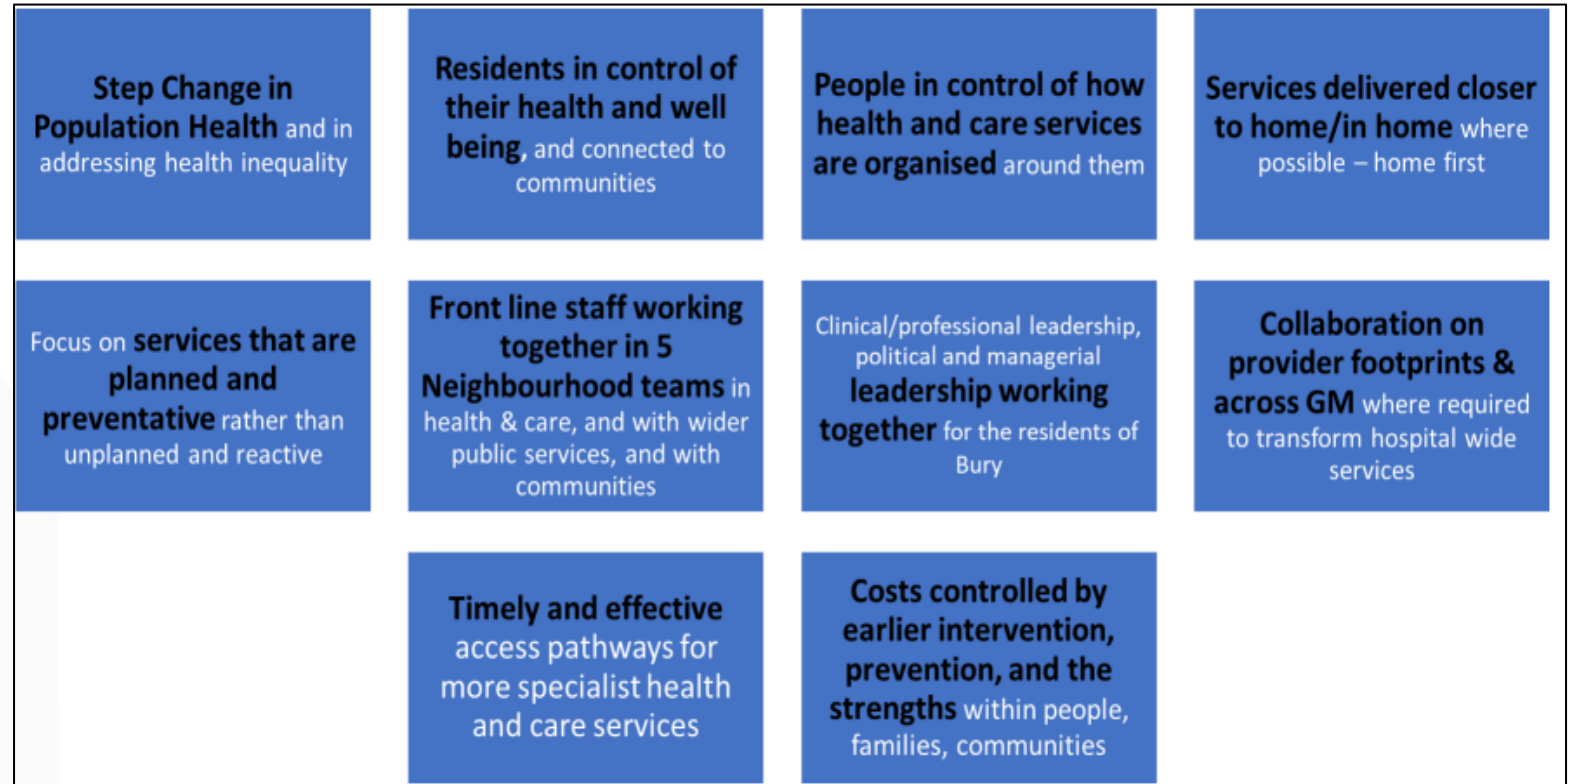 Step Change in
Population Health and in
addressing health inequality
Residents in control of
their health and well
being, and connected to
communities
People in control of how
health and care services
are organised around them
Services delivered closer
to home/in home where
possible – home first
Focus on services that are
planned and
preventative rather than
unplanned and reactive
Front line staff working
together in 5
Neighbourhood teams in
health & care, and with wider
public services, and with
communities
Clinical/professional leadership,
political and managerial
leadership working
together for the residents of
Bury
Collaboration on
provider footprints &
across GM where required
to transform hospital wide
services
Timely and effective
access pathways for
more specialist health
and care services
Costs controlled by
earlier intervention,
prevention, and the
strengths within people,
families, communities